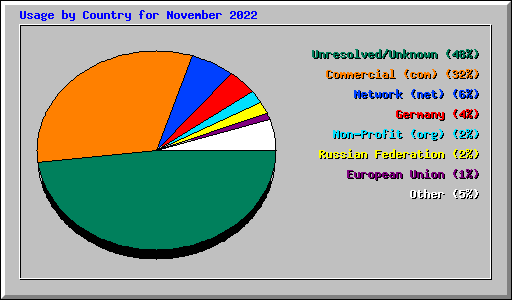 Usage by Country for November 2022
Unresolved/Unknown (48%)
Commercial (com) (32%)
Network (net) (6%)
Germany (4%)
Non-Profit (org) (2%)
Russian Federation (2%)
European Union (1%)
Other (5%)